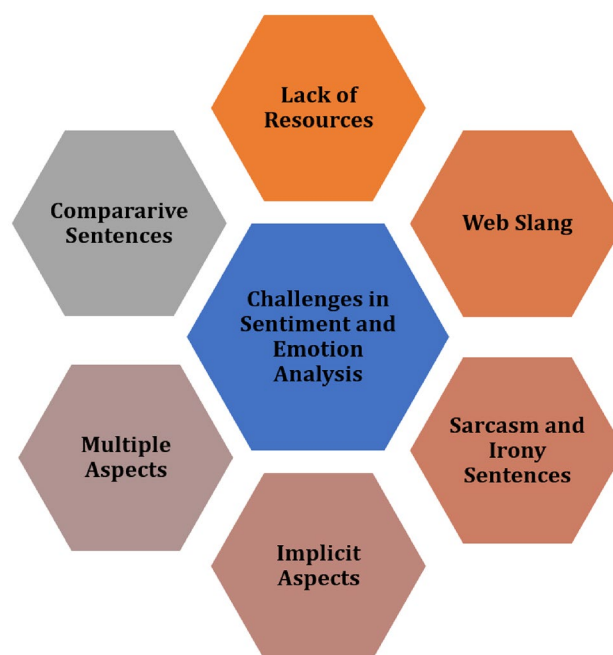 Lack of
Resources
Web Slang
Sarcasm and
Irony
Sentences
Implicit
Aspects
Multiple
Aspects
Compararive
Sentences
Challenges in
Sentiment and
Emotion
Analysis